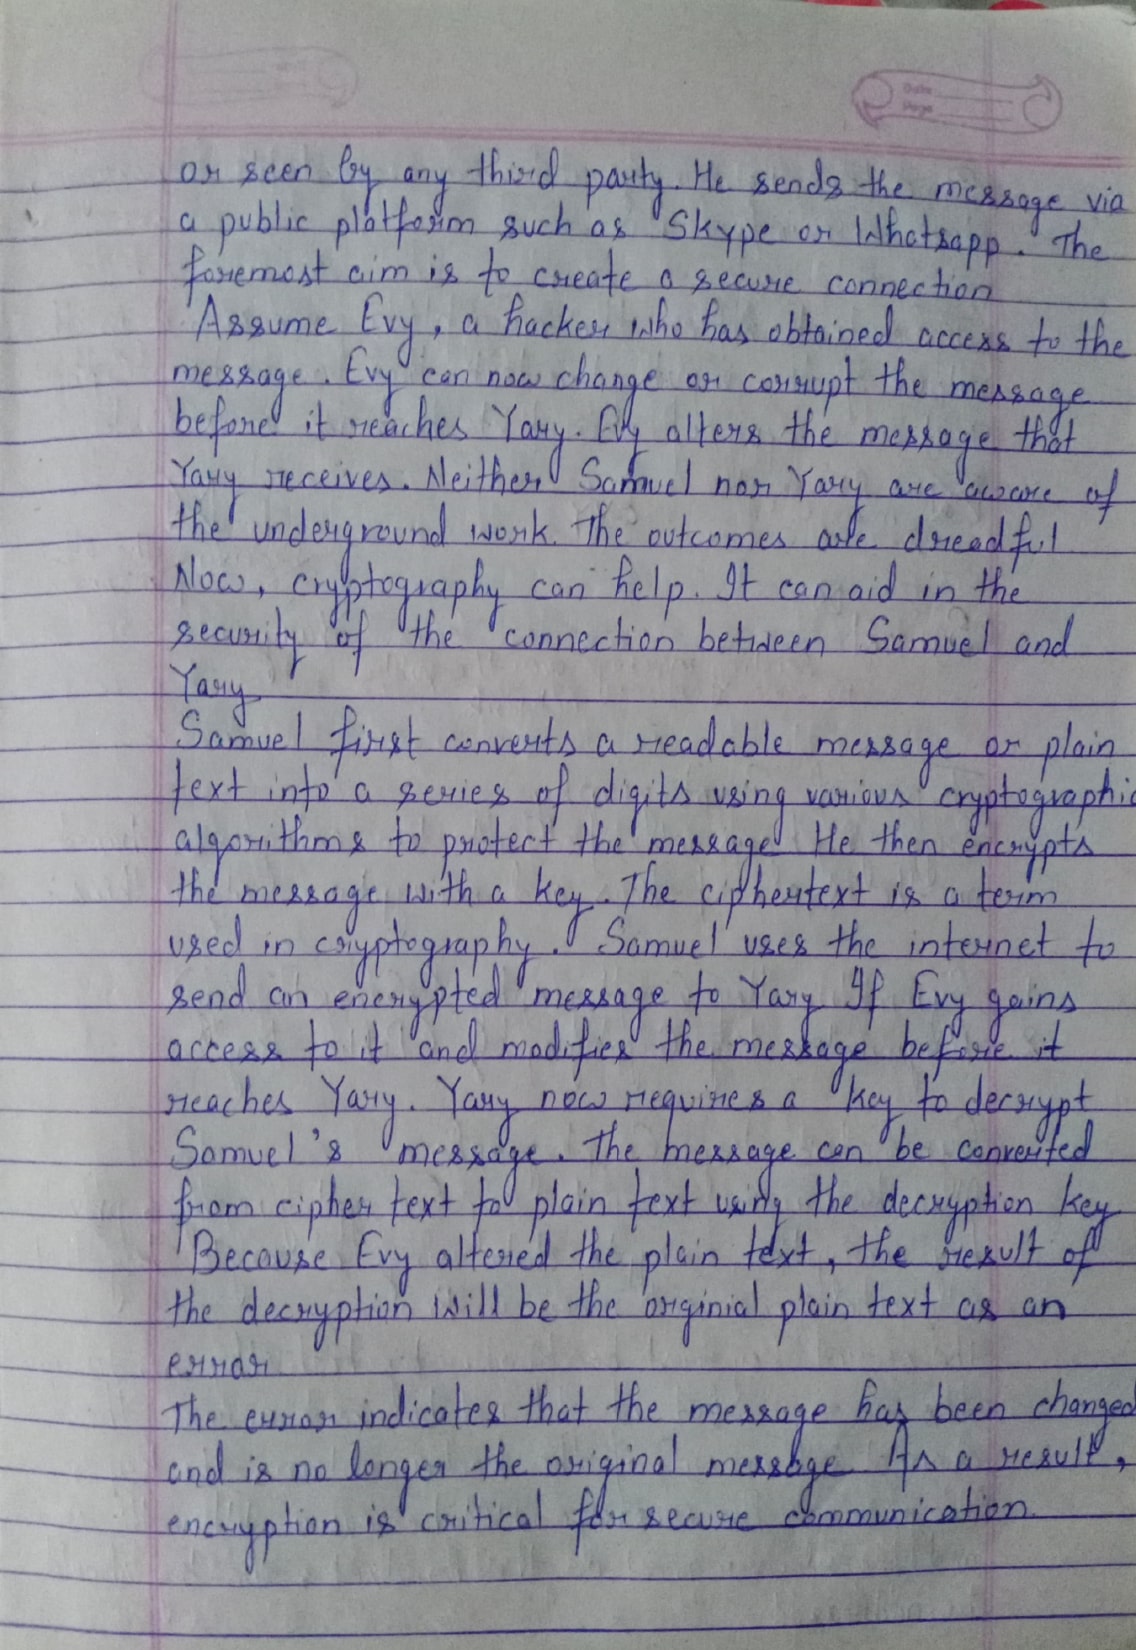 or seen by any third party. He sends the message via
a public platform such as Skype or Whatsapp. The
foremost aim is to create a secure connection
Assume Evy, a hacker who has obtained access to the
message. Evy can now change or corrupt the message
before it reaches Yary. Evy alters the message that
Yary receives. Neither Samuel nor Yary are aware of
the underground work. The outcomes are dreadful
Now, cryptography can help. It can aid in the
security of the connection between Samuel and
Yary
Samuel first converts a readable message or plain
text into a series of digits using various cryptographic
algorithms to protect the message He then encrypts
the message with a key. The ciphertext is a term
used in cryptography. Samuel uses the internet to
send an encrypted message to Yary If Evy gains
access to it and modifies the message before it
reaches Yary. Yary now requires a key to decrypt
Samuel's message. The message can be converted
from cipher text to plain text using the decryption key
Because Evy altered the plain text, the result of
the decryption will be the orginial plain text as an
error
The error indicates that the message has been changed
and is no longer the original message. As a result,
encryption is critical for secure communication.